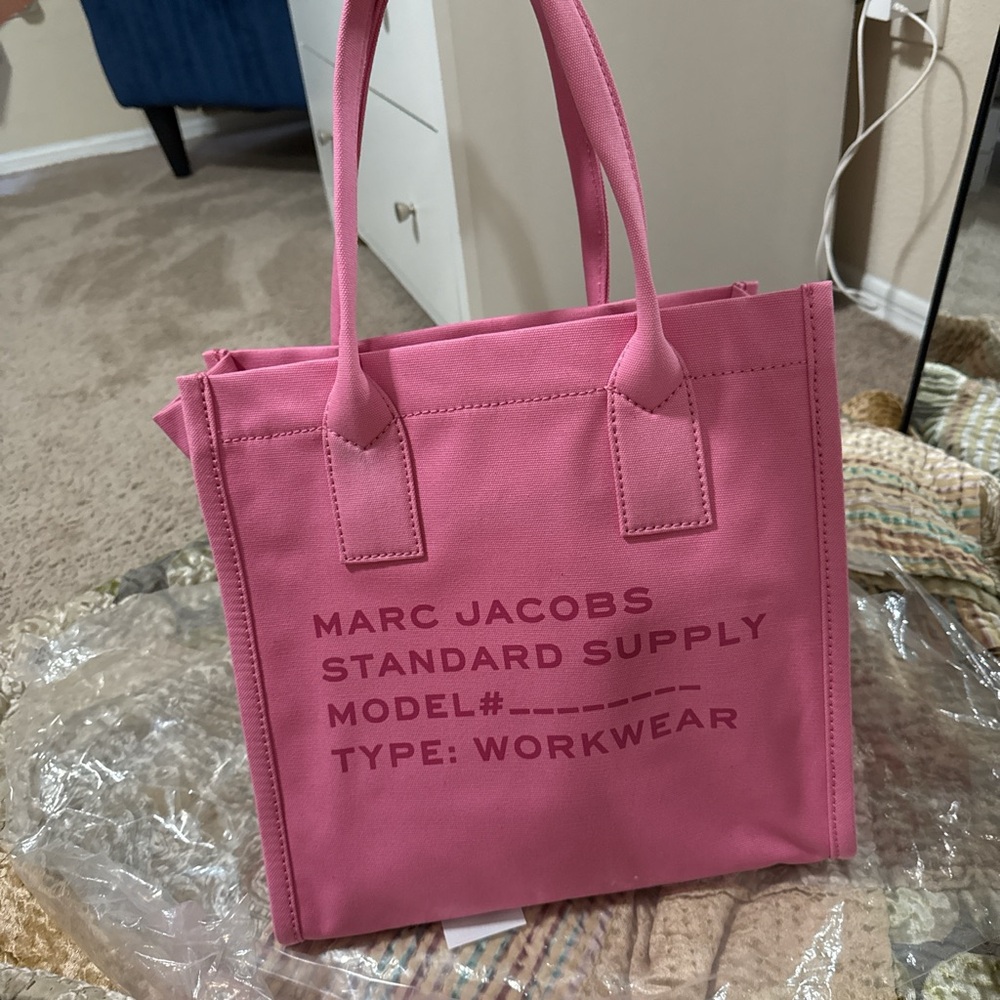 MARC JACOBS
STANDARD SUPPLY
MODEL#________
TYPE: WORKWEAR